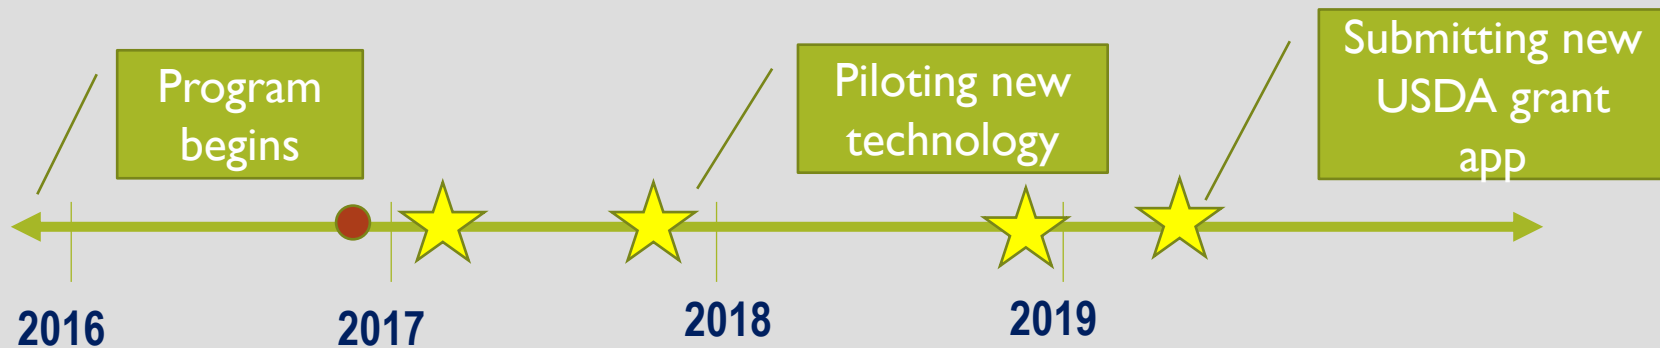 Program
begins
Piloting new
technology
Submitting new
USDA grant
app
2016
2017
2018
2019